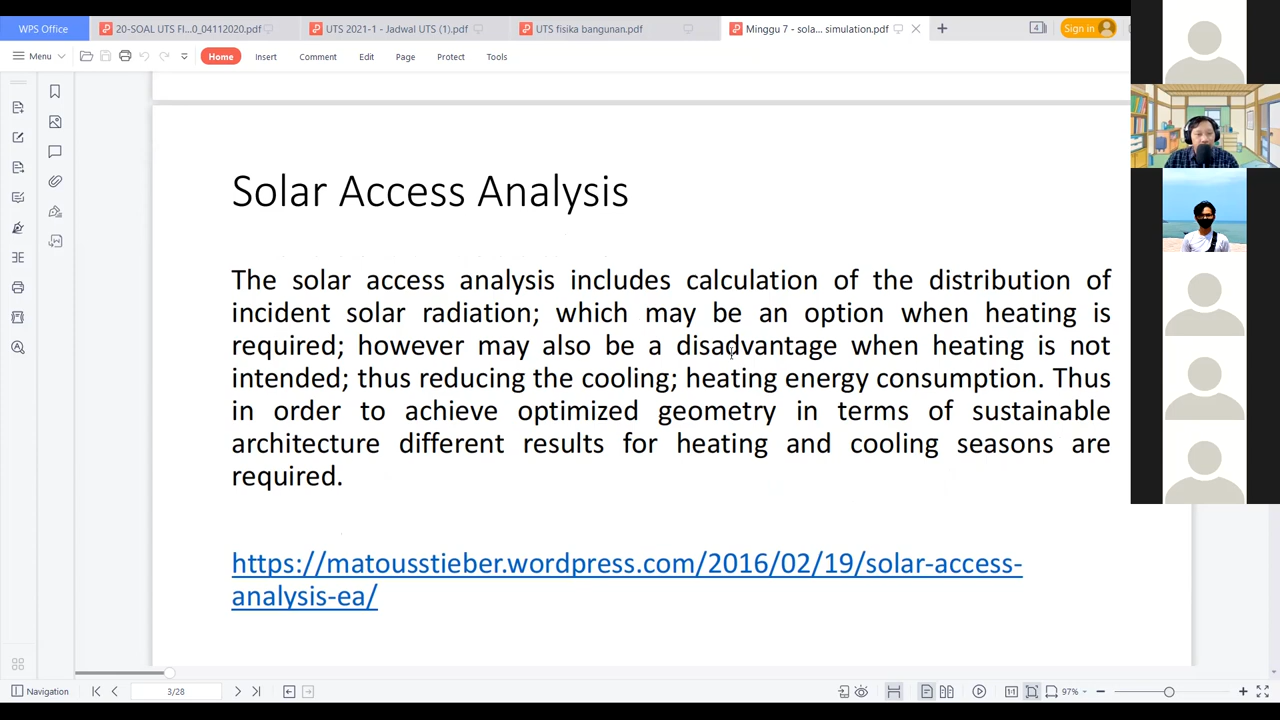 WPS Office
20-SOAL UTS FI...0_04112020.pdf
UTS 2021-1 - Jadwal UTS (1).pdf
UTS fisika bangunan.pdf
Minggu 7 - sola... simulation.pdf
4
Sign in
Menu
Home
Insert
Comment
Edit
Page
Protect
Tools
Solar Access Analysis
The solar access analysis includes calculation of the distribution of
incident solar radiation; which may be an option when heating is
required; however may also be a disadvantage when heating is not
intended; thus reducing the cooling; heating energy consumption. Thus
in order to achieve optimized geometry in terms of sustainable
architecture different results for heating and cooling seasons are
required.
https://matousstieber.wordpress.com/2016/02/19/solar-access-
analysis-ea/
Navigation
3/28
1:1
97%